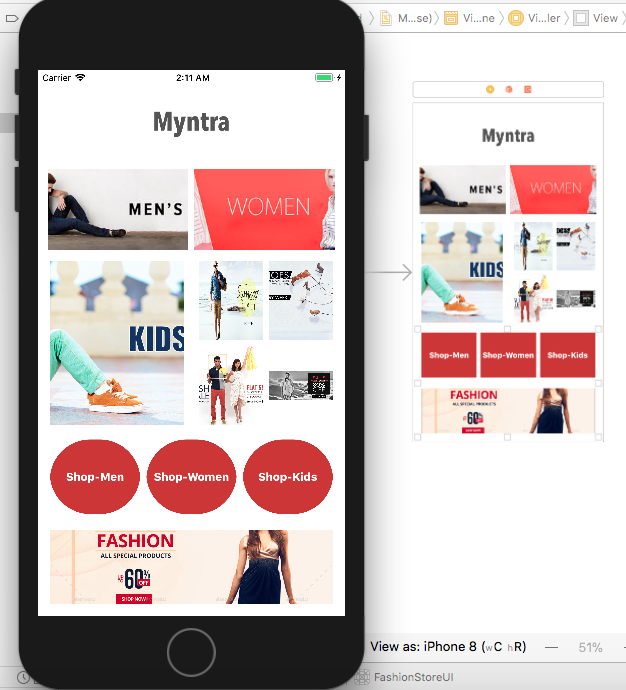 M...se)
Vi...ne
Vi...ler
View
Carrier
2:11 AM
Myntra
MEN'S
WOMEN
KIDS
Shop-Men
Shop-Women
Shop-Kids
FASHION
ALL SPECIAL PRODUCTS
60%
OFF
SHOP NOW
Myntra
MEN'S
WOMEN
KIDS
Shop-Men
Shop-Women
Shop-Kids
FASHION
ALL SPECIAL PRODUCTS
60
View as: iPhone 8 (wC hR)
51%
FashionStoreUI